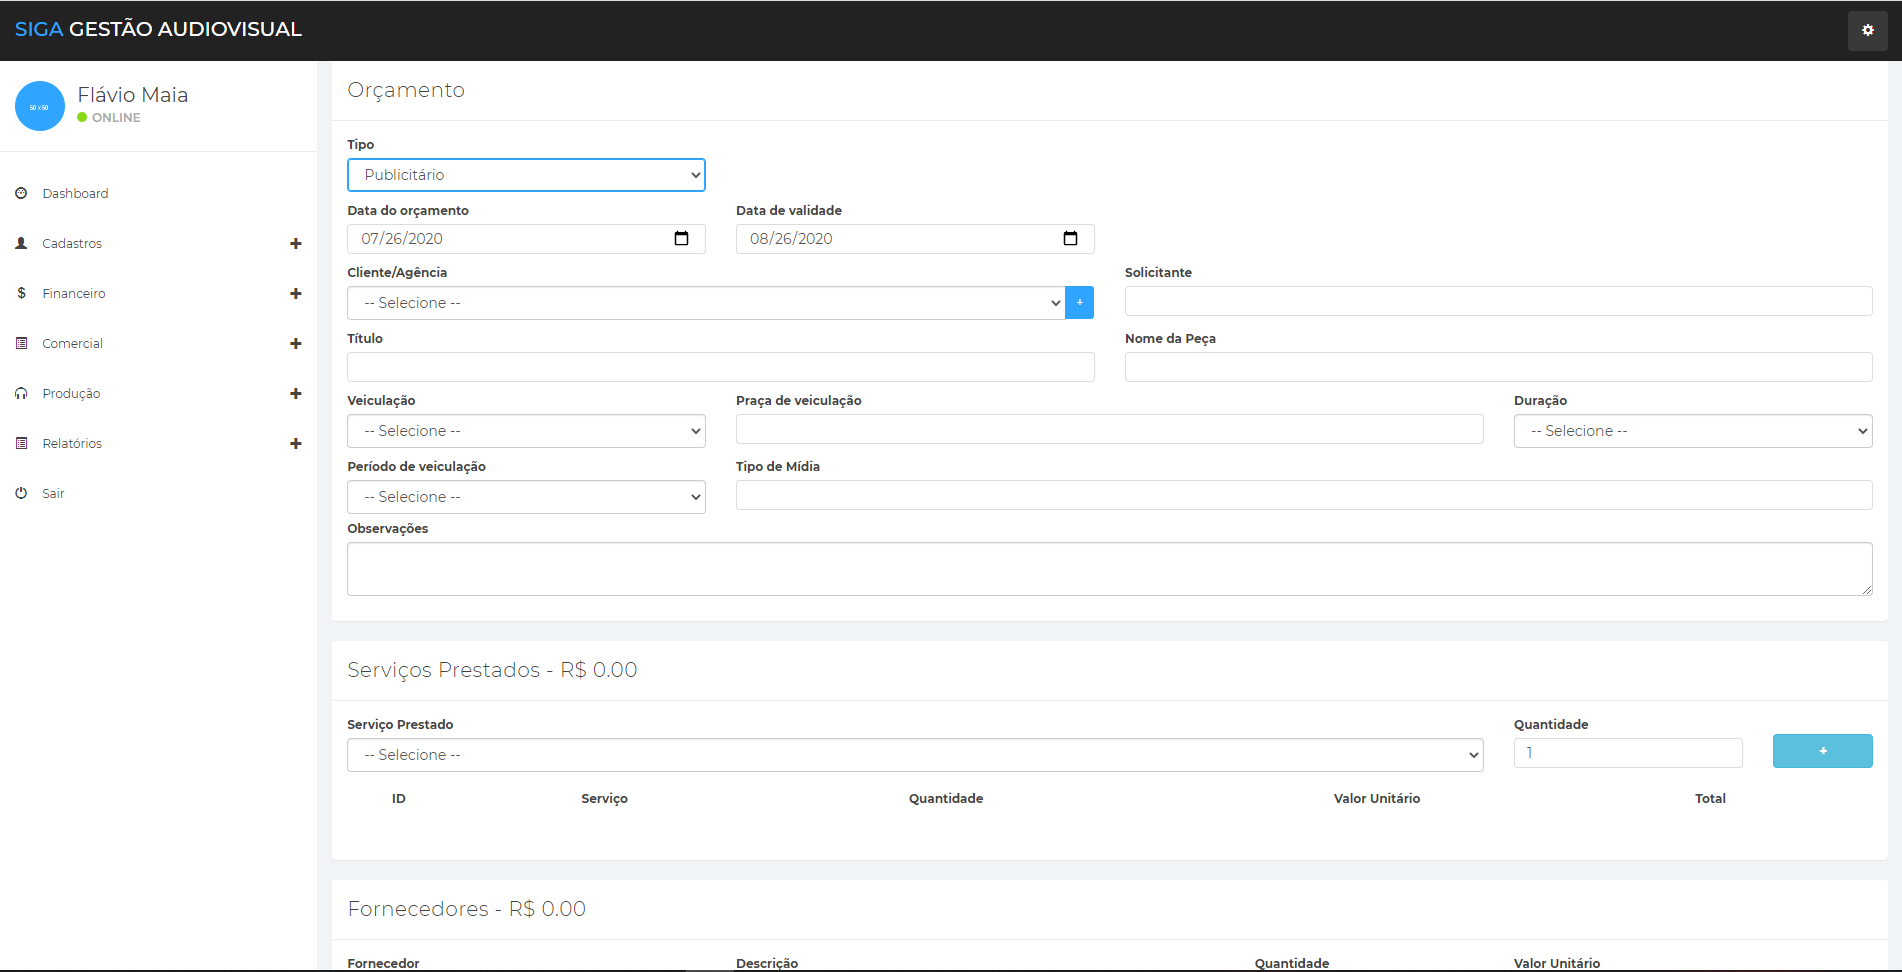 SIGA GESTÃO AUDIOVISUAL
50 x 50
Flávio Maia
ONLINE
Dashboard
Cadastros
Financeiro
Comercial
Produção
Relatórios
Sair
Orçamento
Tipo
Publicitário
Data do orçamento Data de validade
07/26/2020 08/26/2020
Cliente/Agência Solicitante
-- Selecione -- +
Título Nome da Peça
Veiculação Praça de veiculação Duração
-- Selecione -- -- Selecione --
Período de veiculação Tipo de Mídia
-- Selecione --
Observações
Serviços Prestados - R$ 0.00
Serviço Prestado Quantidade
-- Selecione -- 1 +
ID Serviço Quantidade Valor Unitário Total
Fornecedores - R$ 0.00
Fornecedor Descrição Quantidade Valor Unitário